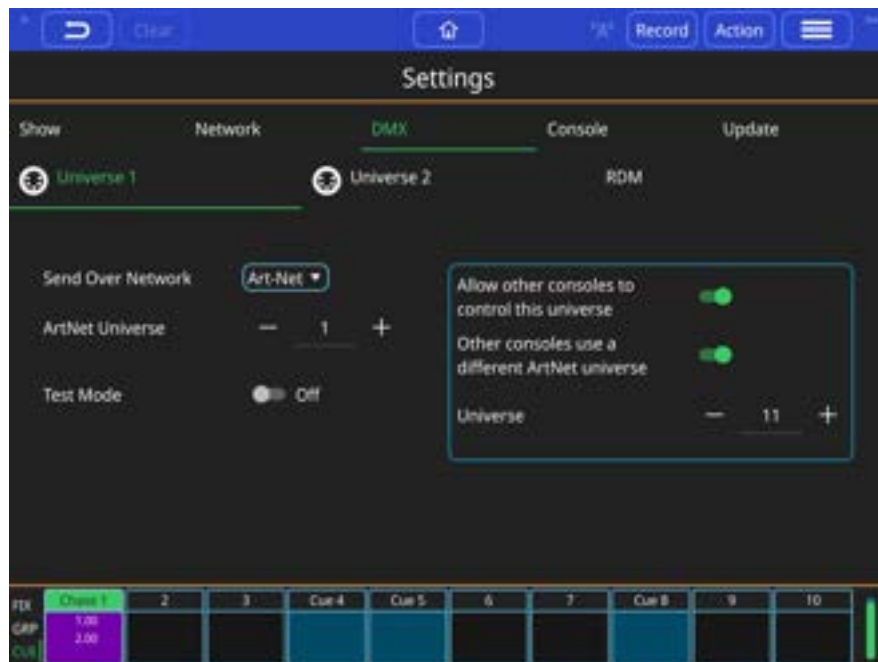 Clear
"A"
Record
Action
Settings
Show
Network
DMX
Console
Update
Universe 1
Universe 2
RDM
Send Over Network
Art-Net
ArtNet Universe
1
Test Mode
Off
Allow other consoles to
control this universe
Other consoles use a
different ArtNet universe
Universe
11
FIX
GRP
CUE
Chase 1
1.00
2.00
2
3
Cue 4
Cue 5
6
7
Cue 8
9
10